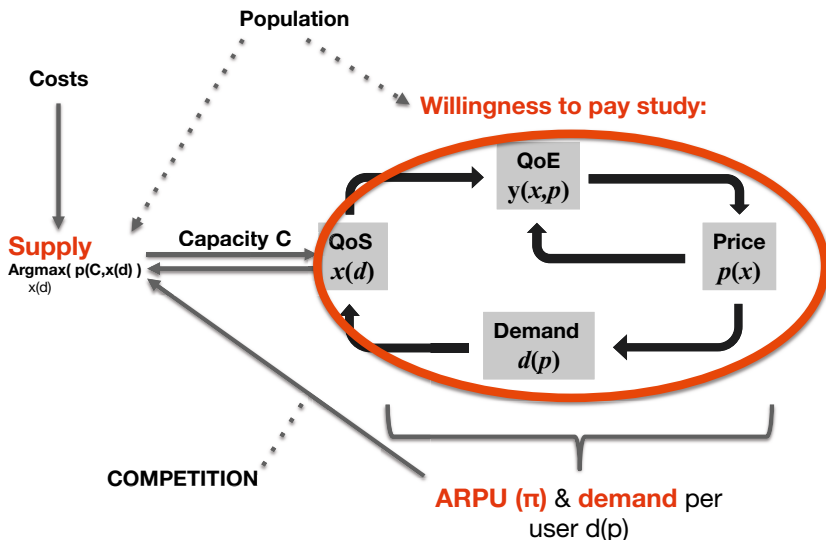 Population
Costs
Willingness to pay study:
QoE
y(x,p)
Supply
Argmax( p(C,x(d) )
x(d)
Capacity C
QoS
x(d)
Price
p(x)
Demand
d(p)
COMPETITION
ARPU (π) & demand per
user d(p)